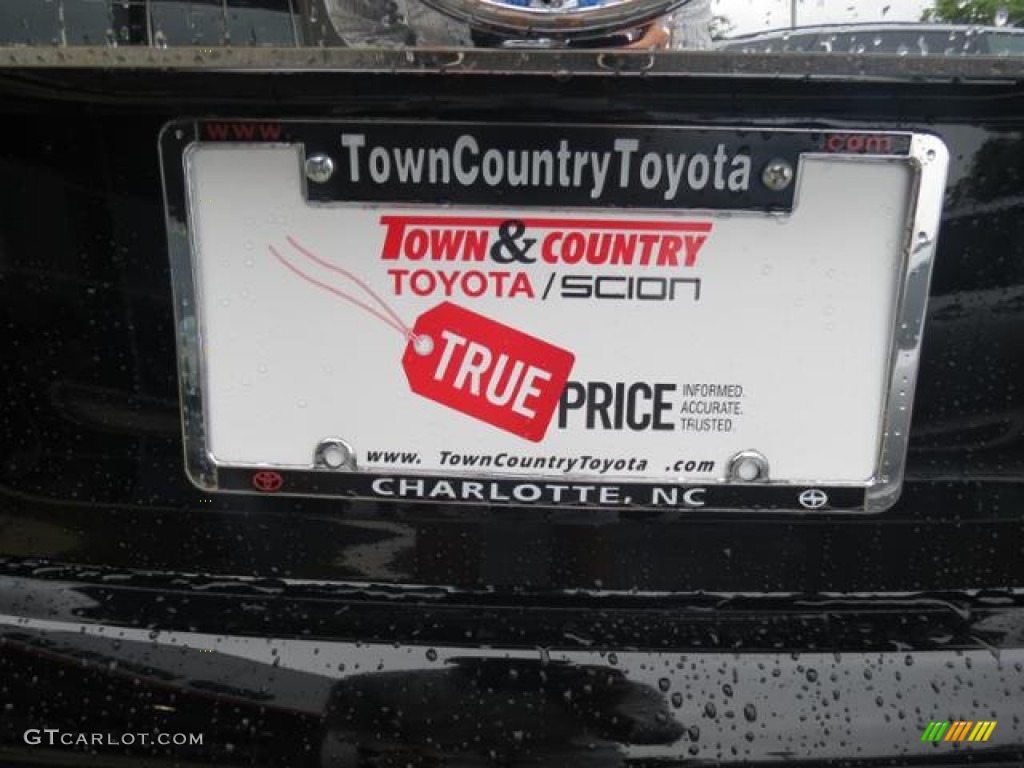 www. TownCountryToyota .com
TOWN & COUNTRY
TOYOTA / SCION
TRUE PRICE
INFORMED.
ACCURATE.
TRUSTED.
www. TownCountryToyota .com
CHARLOTTE, NC
GTCARLOT.COM